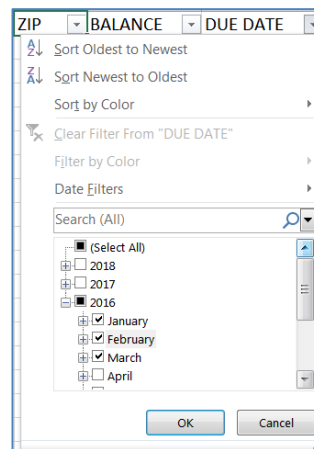 ZIP BALANCE DUE DATE
Sort Oldest to Newest
Sort Newest to Oldest
Sort by Color
Clear Filter From "DUE DATE"
Filter by Color
Date Filters
Search (All)
(Select All)
2018
2017
2016
January
February
March
April
OK Cancel